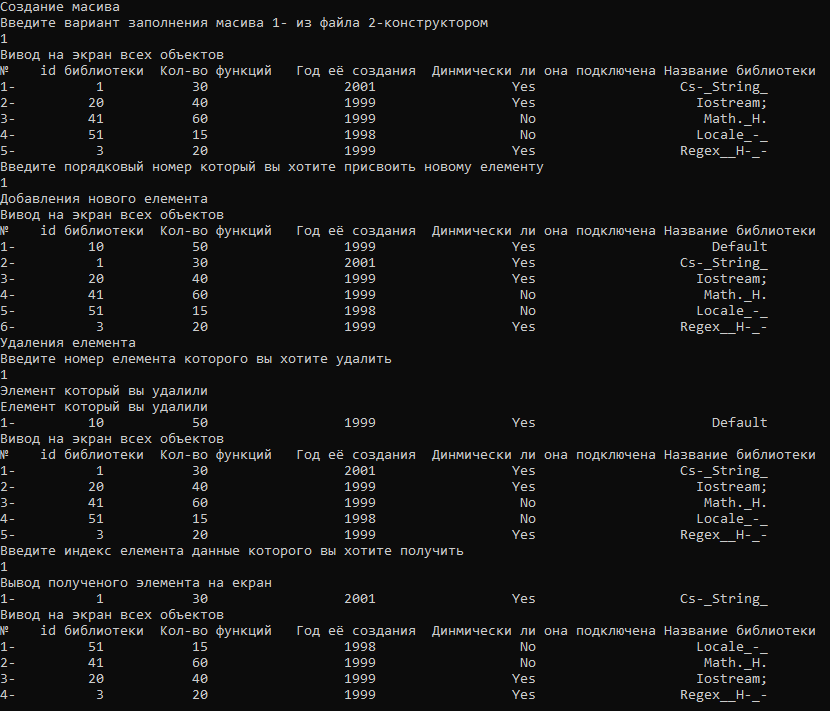 Создание масива
Введите вариант заполнения масива 1- из файла 2-конструктором
1
Вывод на экран всех объектов
№    id библиотеки  Кол-во функций   Год её создания  Динмически ли она подключена Название библиотеки
1-          1           30                 2001                 Yes                  Cs-_String_
2-         20           40                 1999                 Yes                    Iostream;
3-         41           60                 1999                  No                     Math._H.
4-         51           15                 1998                  No                    Locale_-_
5-          3           20                 1999                 Yes                  Regex__H-_-
Введите порядковый номер который вы хотите присвоить новому елементу
1
Добавления нового елемента
Вывод на экран всех объектов
№    id библиотеки  Кол-во функций   Год её создания  Динмически ли она подключена Название библиотеки
1-         10           50                 1999                 Yes                      Default
2-          1           30                 2001                 Yes                  Cs-_String_
3-         20           40                 1999                 Yes                    Iostream;
4-         41           60                 1999                  No                     Math._H.
5-         51           15                 1998                  No                    Locale_-_
6-          3           20                 1999                 Yes                  Regex__H-_-
Удаления елемента
Введите номер елемента которого вы хотите удалить
1
Элемент который вы удалили
Елемент который вы удалили
1-         10           50                 1999                 Yes                      Default
Вывод на экран всех объектов
№    id библиотеки  Кол-во функций   Год её создания  Динмически ли она подключена Название библиотеки
1-          1           30                 2001                 Yes                  Cs-_String_
2-         20           40                 1999                 Yes                    Iostream;
3-         41           60                 1999                  No                     Math._H.
4-         51           15                 1998                  No                    Locale_-_
5-          3           20                 1999                 Yes                  Regex__H-_-
Введите индекс елемента данные которого вы хотите получить
1
Вывод полученого элемента на екран
1-          1           30                 2001                 Yes                  Cs-_String_
Вывод на экран всех объектов
№    id библиотеки  Кол-во функций   Год её создания  Динмически ли она подключена Название библиотеки
1-         51           15                 1998                  No                    Locale_-_
2-         41           60                 1999                  No                     Math._H.
3-         20           40                 1999                 Yes                    Iostream;
4-          3           20                 1999                 Yes                  Regex__H-_-